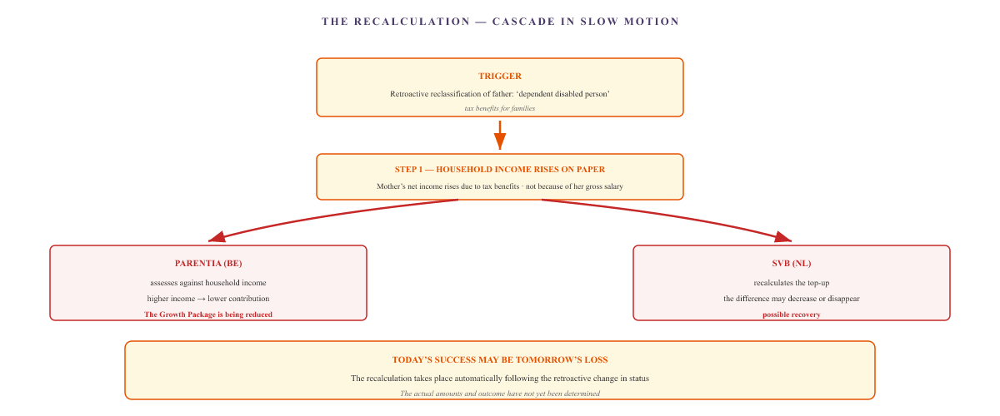 THE RECALCULATION — CASCADE IN SLOW MOTION
TRIGGER
Retroactive reclassification of father: ‘dependent disabled person’
tax benefits for families
STEP 1 — HOUSEHOLD INCOME RISES ON PAPER
Mother’s net income rises due to tax benefits · not because of her gross salary
PARENTIA (BE)
assesses against household income
higher income → lower contribution
The Growth Package is being reduced
SVB (NL)
recalculates the top-up
the difference may decrease or disappear
possible recovery
TODAY’S SUCCESS MAY BE TOMORROW’S LOSS
The recalculation takes place automatically following the retroactive change in status
The actual amounts and outcome have not yet been determined